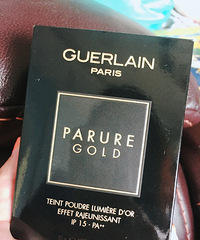 GUERLAIN
PARIS
PARURE
GOLD
TEINT POUDRE LUMIÈRE D'OR
EFFET RAJEUNISSANT
IP 15 - PA++